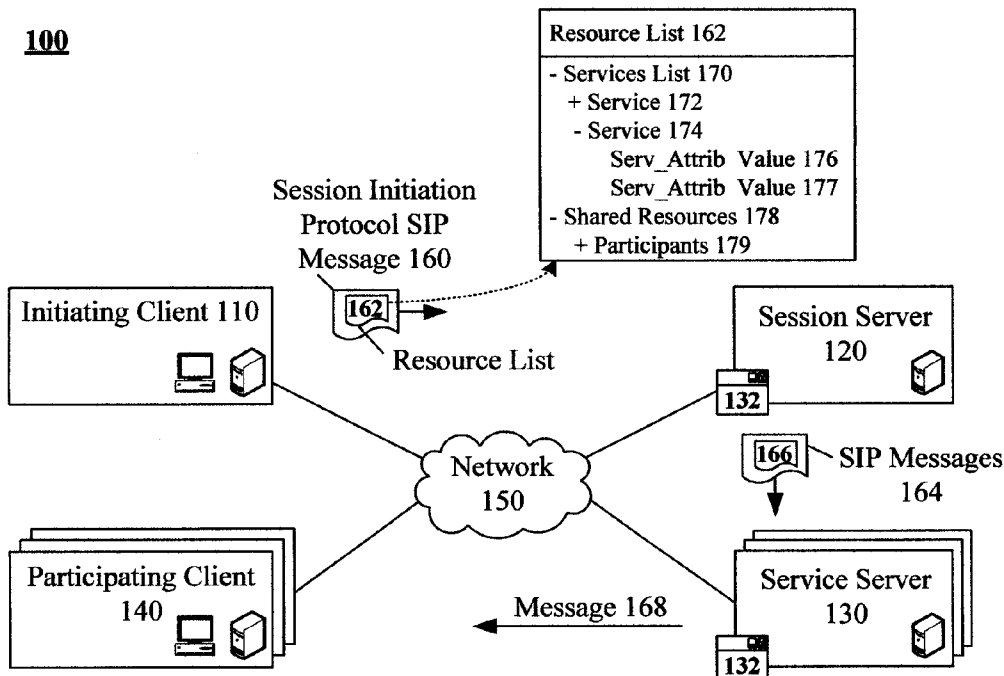 100
Resource List 162
- Services List 170
+ Service 172
- Service 174
Serv_Attrib Value 176
Serv_Attrib Value 177
- Shared Resources 178
+ Participants 179
Session Initiation
Protocol SIP
Message 160
162
Resource List
Initiating Client 110
Session Server
120
132
Network
150
166
SIP Messages
164
Participating Client
140
Message 168
Service Server
130
132